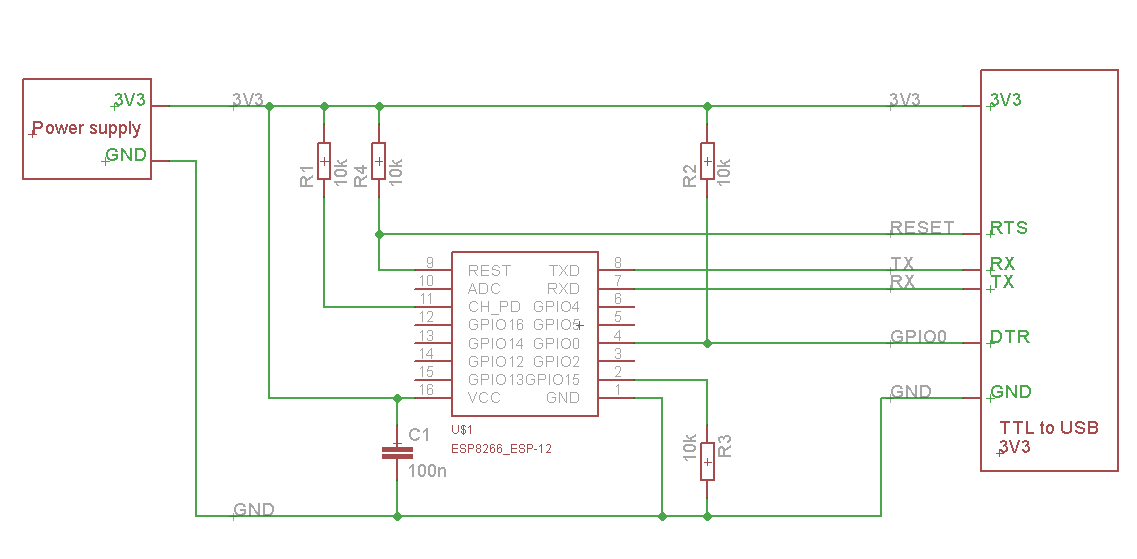 3V3
Power supply
GND
3V3
3V3
3V3
R1
10k
R4
10k
R2
10k
RESET
RTS
TX
RX
RX
TX
GPIO0
DTR
GND
GND
TTL to USB
3V3
9
REST
TXD
8
10
ADC
RXD
7
11
CH_PD
GPIO4
6
12
GPIO16
GPIO5
5
13
GPIO14
GPIO0
4
14
GPIO12
GPIO2
3
15
GPIO13
GPIO15
2
16
VCC
GND
1
U$1
ESP8266_ESP-12
C1
100n
10k
R3
GND